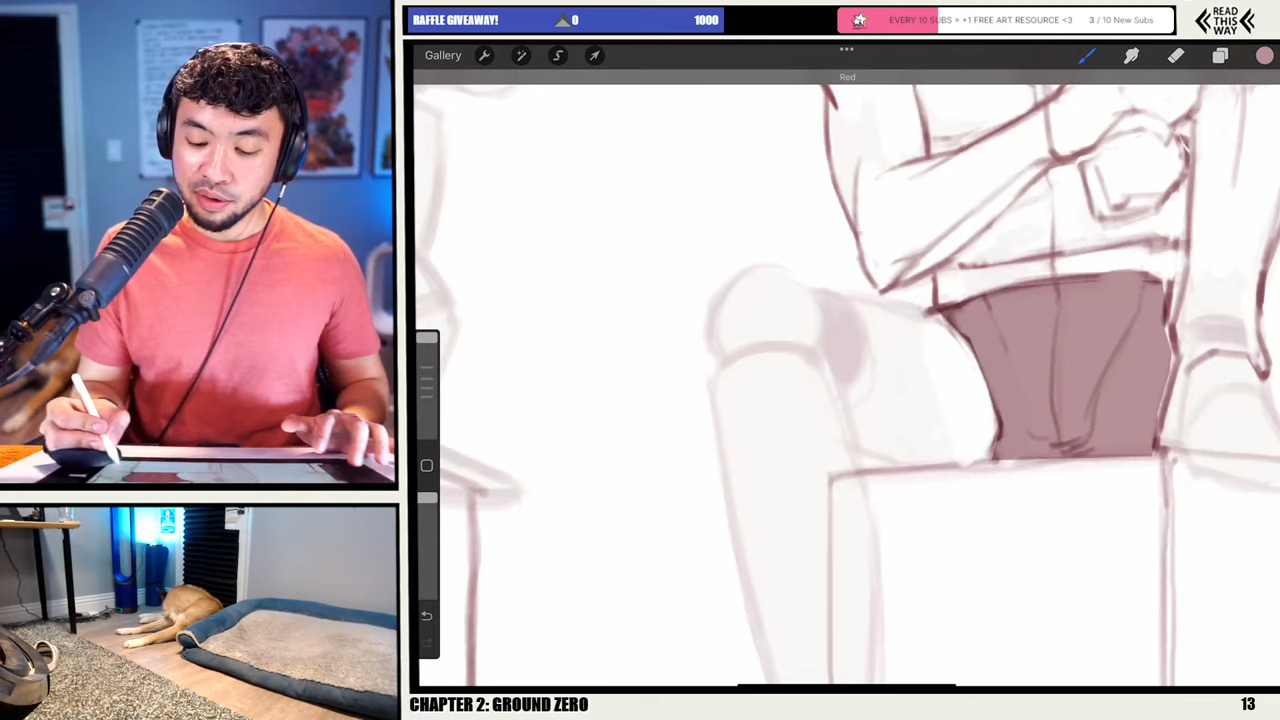 RAFFLE GIVEAWAY! 0 1000
EVERY 10 SUBS = +1 FREE ART RESOURCE <3 3 / 10 New Subs
READ
THIS
WAY
Gallery
Red
CHAPTER 2: GROUND ZERO 13